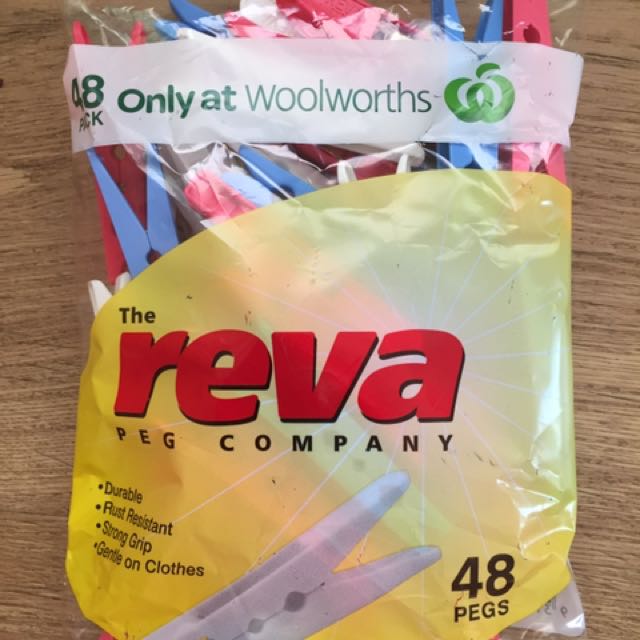 48 PACK
Only at Woolworths
The
reva
PEG COMPANY
•Durable
•Rust Resistant
•Strong Grip
•Gentle on Clothes
48
PEGS